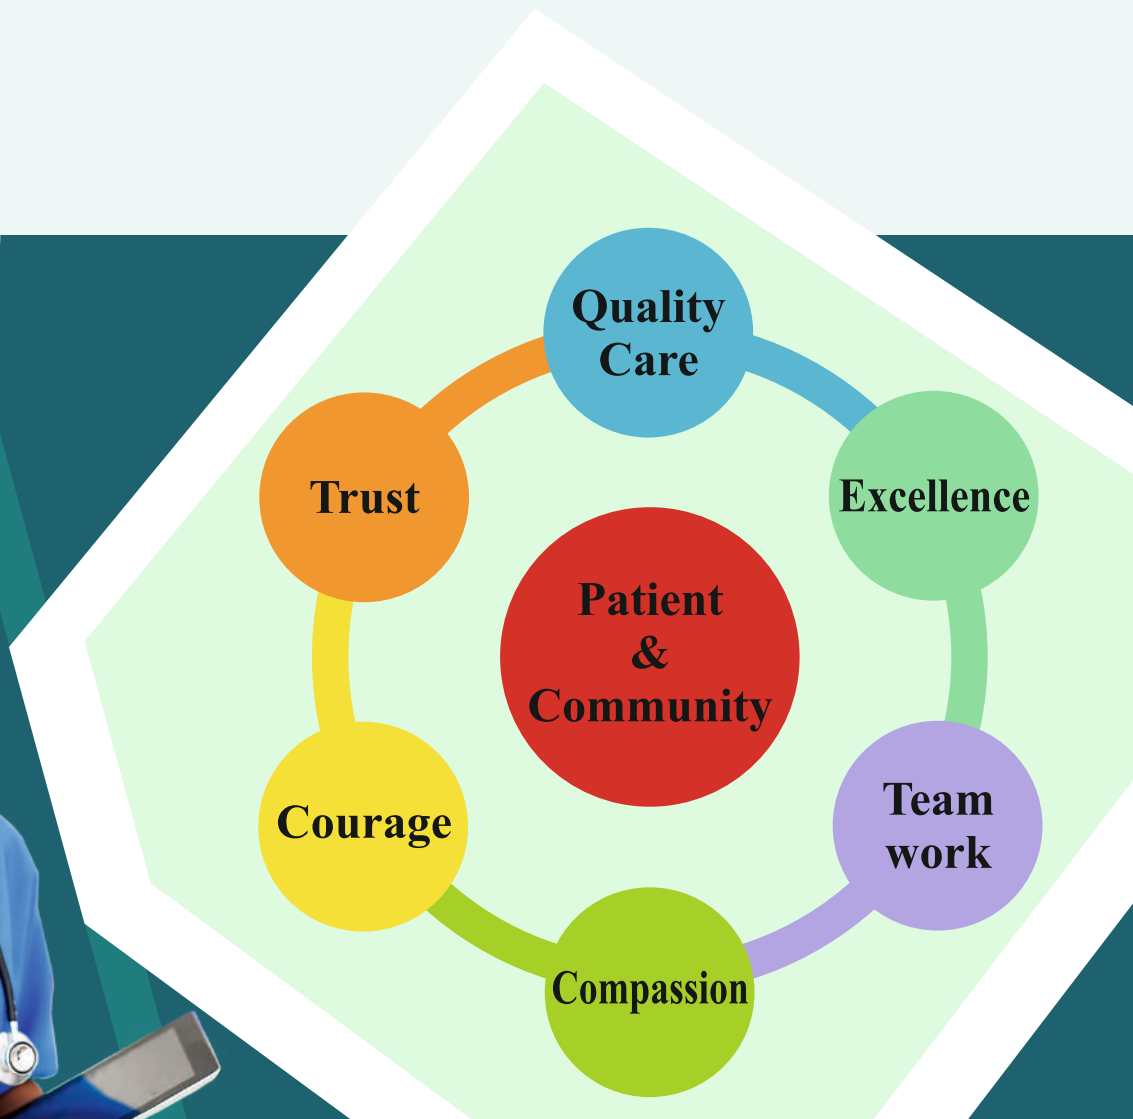 Quality
Care
Excellence
Trust
Patient
&
Community
Team
work
Courage
Compassion